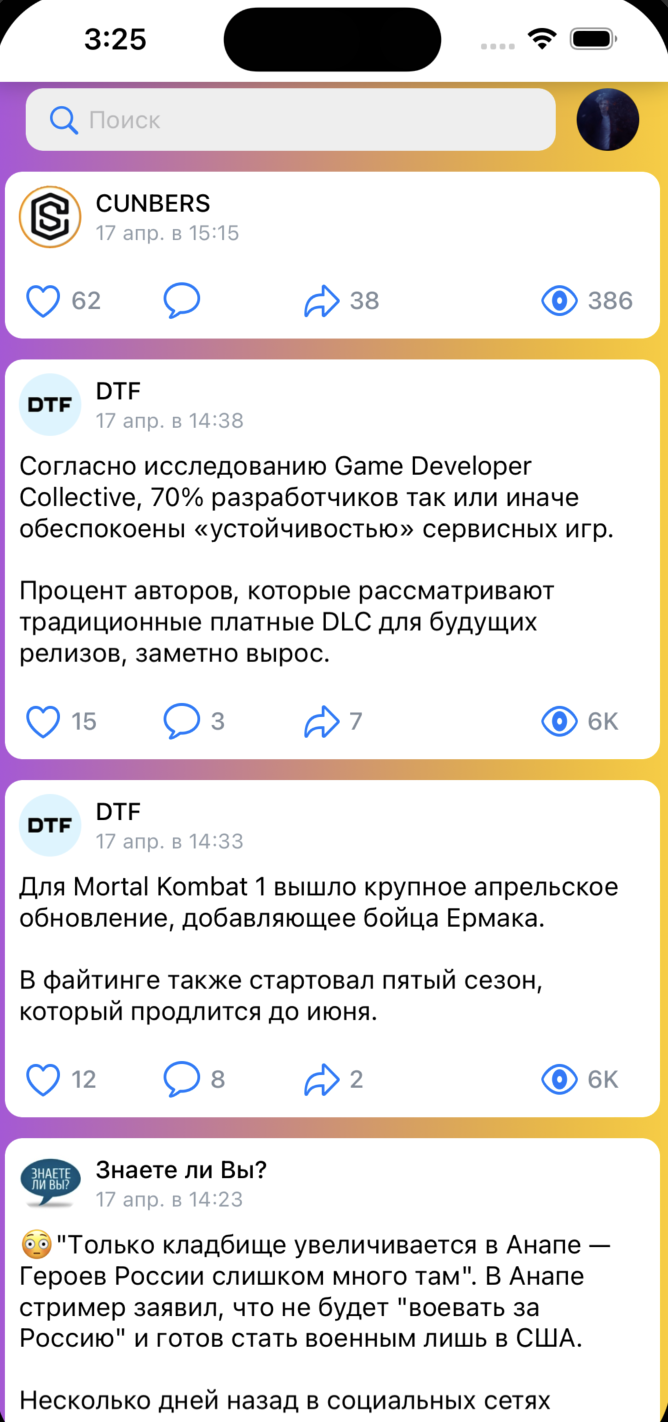 3:25
Поиск
CUNBERS
17 апр. в 15:15
62
38
386
DTF
DTF
17 апр. в 14:38
Согласно исследованию Game Developer
Collective, 70% разработчиков так или иначе
обеспокоены «устойчивостью» сервисных игр.
Процент авторов, которые рассматривают
традиционные платные DLC для будущих
релизов, заметно вырос.
15
3
7
6K
DTF
DTF
17 апр. в 14:33
Для Mortal Kombat 1 вышло крупное апрельское
обновление, добавляющее бойца Ермака.
В файтинге также стартовал пятый сезон,
который продлится до июня.
12
8
2
6K
ЗНАЕТЕ
ЛИ ВЫ?
Знаете ли Вы?
17 апр. в 14:23
😳"Только кладбище увеличивается в Анапе —
Героев России слишком много там". В Анапе
стример заявил, что не будет "воевать за
Россию" и готов стать военным лишь в США.
Несколько дней назад в социальных сетях